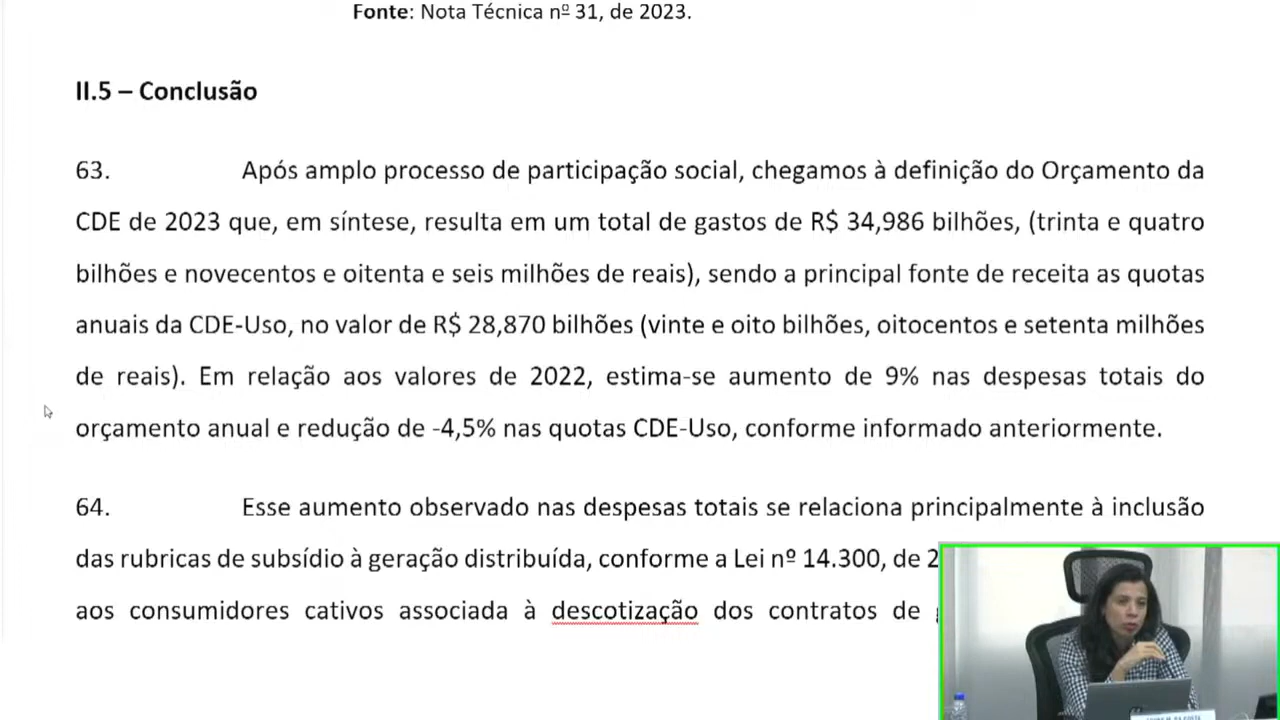 Fonte: Nota Técnica nº 31, de 2023.
II.5 – Conclusão
63. Após amplo processo de participação social, chegamos à definição do Orçamento da
CDE de 2023 que, em síntese, resulta em um total de gastos de R$ 34,986 bilhões, (trinta e quatro
bilhões e novecentos e oitenta e seis milhões de reais), sendo a principal fonte de receita as quotas
anuais da CDE-Uso, no valor de R$ 28,870 bilhões (vinte e oito bilhões, oitocentos e setenta milhões
de reais). Em relação aos valores de 2022, estima-se aumento de 9% nas despesas totais do
orçamento anual e redução de -4,5% nas quotas CDE-Uso, conforme informado anteriormente.
64. Esse aumento observado nas despesas totais se relaciona principalmente à inclusão
das rubricas de subsídio à geração distribuída, conforme a Lei nº 14.300, de 2
aos consumidores cativos associada à descotização dos contratos de